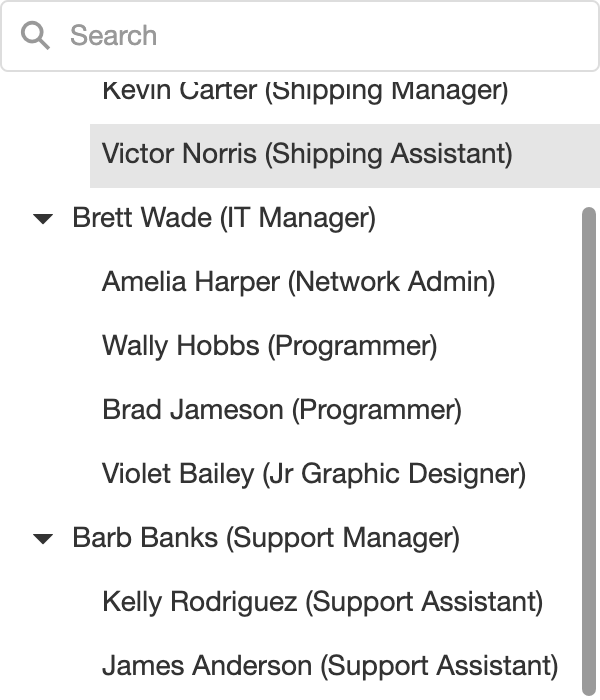 Search
Kevin Carter (Shipping Manager)
Victor Norris (Shipping Assistant)
Brett Wade (IT Manager)
Amelia Harper (Network Admin)
Wally Hobbs (Programmer)
Brad Jameson (Programmer)
Violet Bailey (Jr Graphic Designer)
Barb Banks (Support Manager)
Kelly Rodriguez (Support Assistant)
James Anderson (Support Assistant)